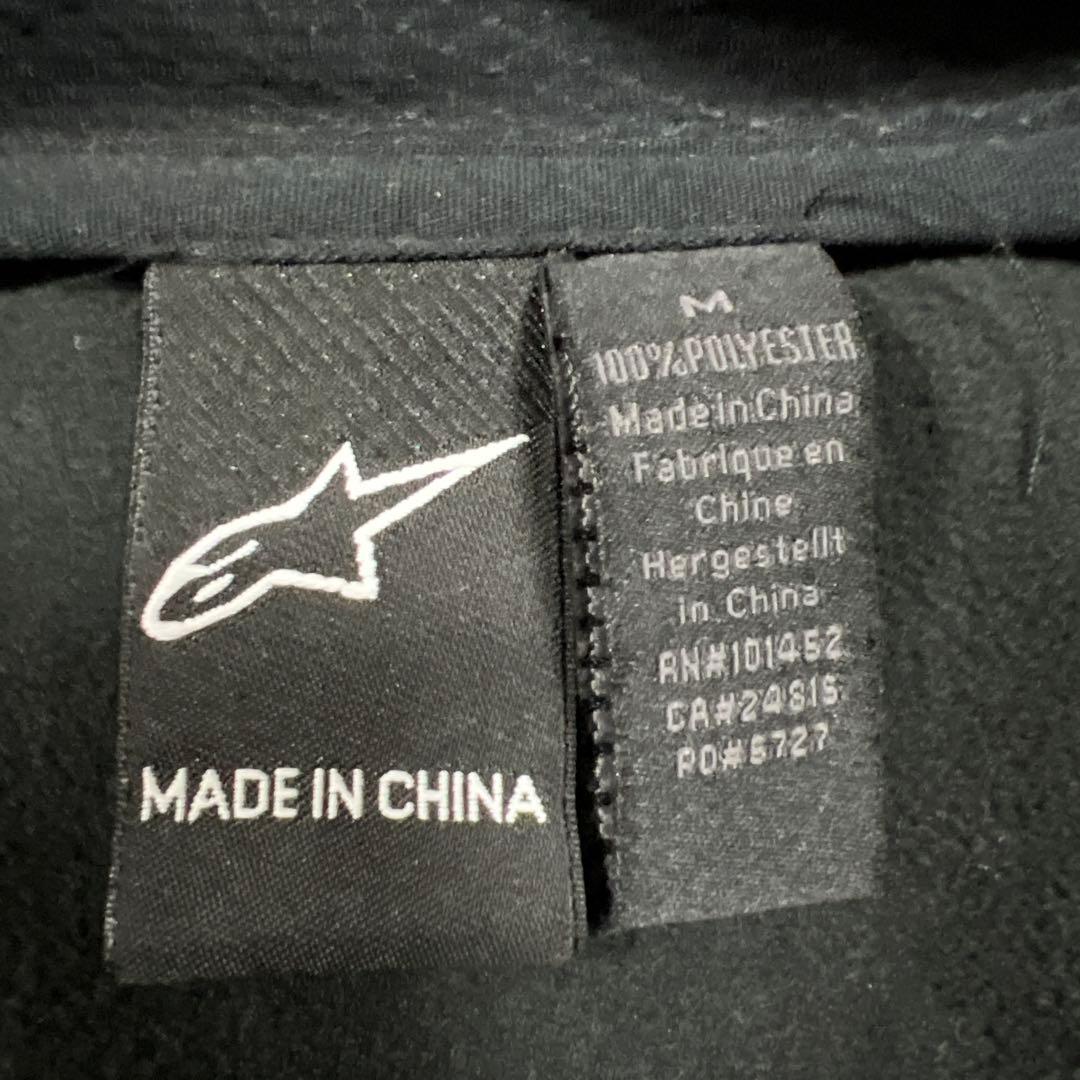 MADE IN CHINA
M
100%POLYESTER
Made in China
Fabrique en
Chine
Hergestellt
in China
RN#101452
CA#24815
PO#5727